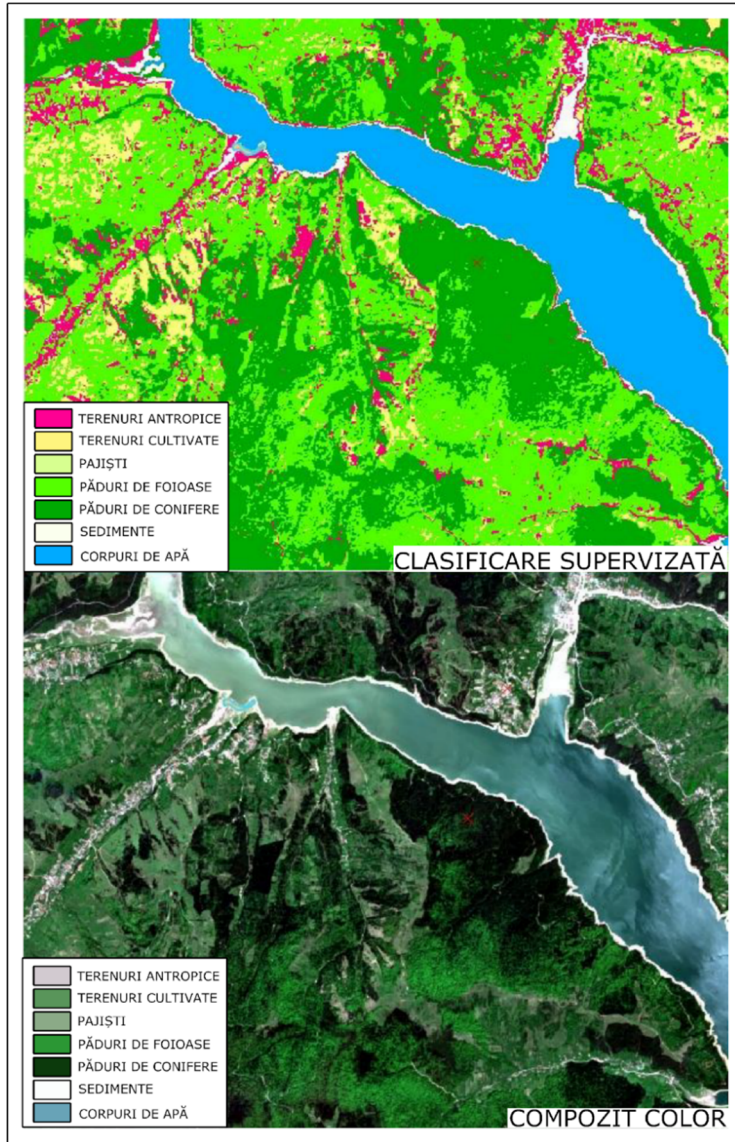 TERENURI ANTROPICE
TERENURI CULTIVATE
PAJIȘTI
PĂDURI DE FOIOASE
PĂDURI DE CONIFERE
SEDIMENTE
CORPURI DE APĂ
CLASIFICARE SUPERVIZATĂ
TERENURI ANTROPICE
TERENURI CULTIVATE
PAJIȘTI
PĂDURI DE FOIOASE
PĂDURI DE CONIFERE
SEDIMENTE
CORPURI DE APĂ
COMPOZIT COLOR